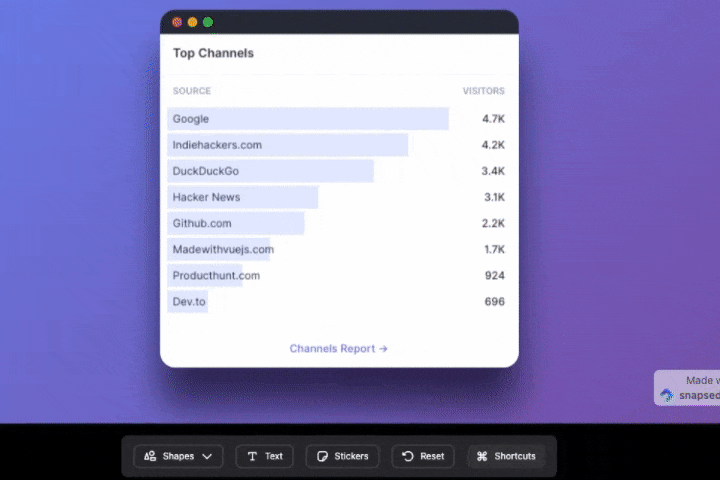 Top Channels
SOURCE VISITORS
Google 4.7K
Indiehackers.com 4.2K
DuckDuckGo 3.4K
Hacker News 3.1K
Github.com 2.2K
Madewithvuejs.com 1.7K
Producthunt.com 924
Dev.to 696
Channels Report →
Made w
snapsed
Shapes Text Stickers Reset Shortcuts